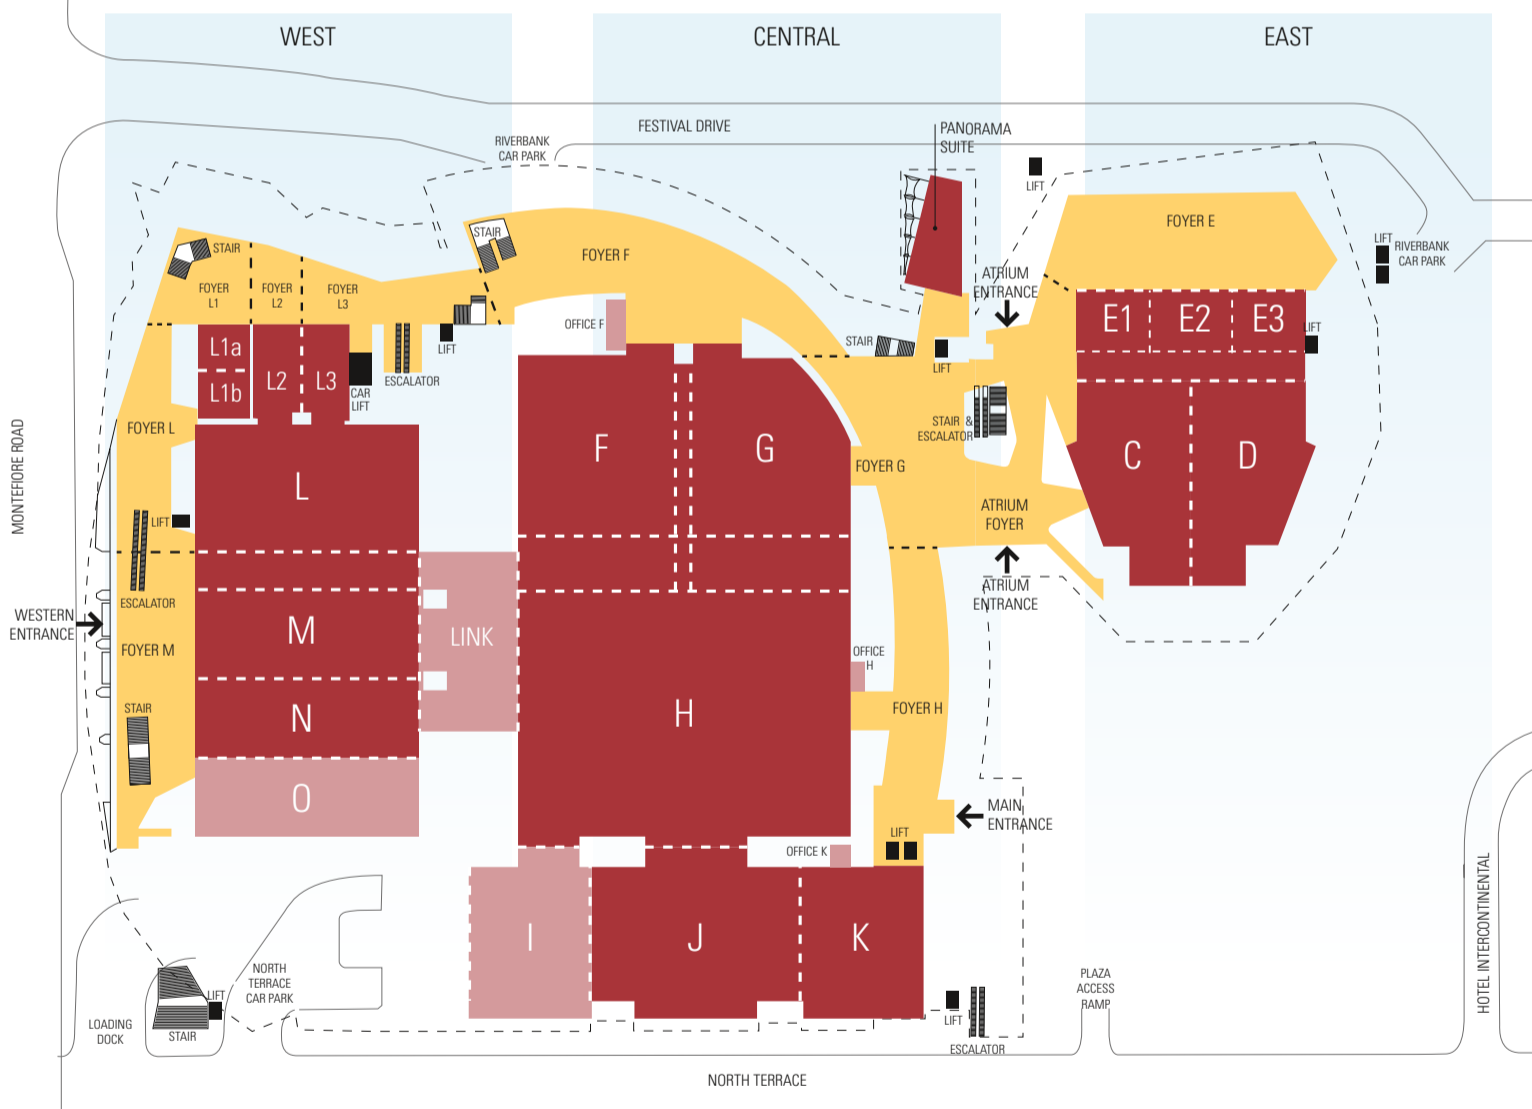 WEST
CENTRAL
EAST
FESTIVAL DRIVE
RIVERBANK
CAR PARK
PANORAMA
SUITE
LIFT
FOYER E
STAIR
STAIR
FOYER F
LIFT
RIVERBANK
CAR PARK
FOYER
L1
FOYER
L2
FOYER
L3
ATRIUM
ENTRANCE
OFFICE F
E1
E2
E3
LIFT
L1a
LIFT
STAIR
LIFT
L1b
L2
L3
ESCALATOR
CAR
LIFT
FOYER L
STAIR &
ESCALATOR
F
G
C
D
FOYER G
MONTEFIORE ROAD
L
LIFT
ATRIUM
FOYER
ESCALATOR
ATRIUM
ENTRANCE
WESTERN
ENTRANCE
M
LINK
FOYER M
OFFICE
H
STAIR
N
H
FOYER H
O
MAIN
ENTRANCE
LIFT
OFFICE K
HOTEL INTERCONTINENTAL
I
J
K
NORTH
TERRACE
CAR PARK
PLAZA
ACCESS
RAMP
LIFT
LOADING
DOCK
STAIR
LIFT
ESCALATOR
NORTH TERRACE